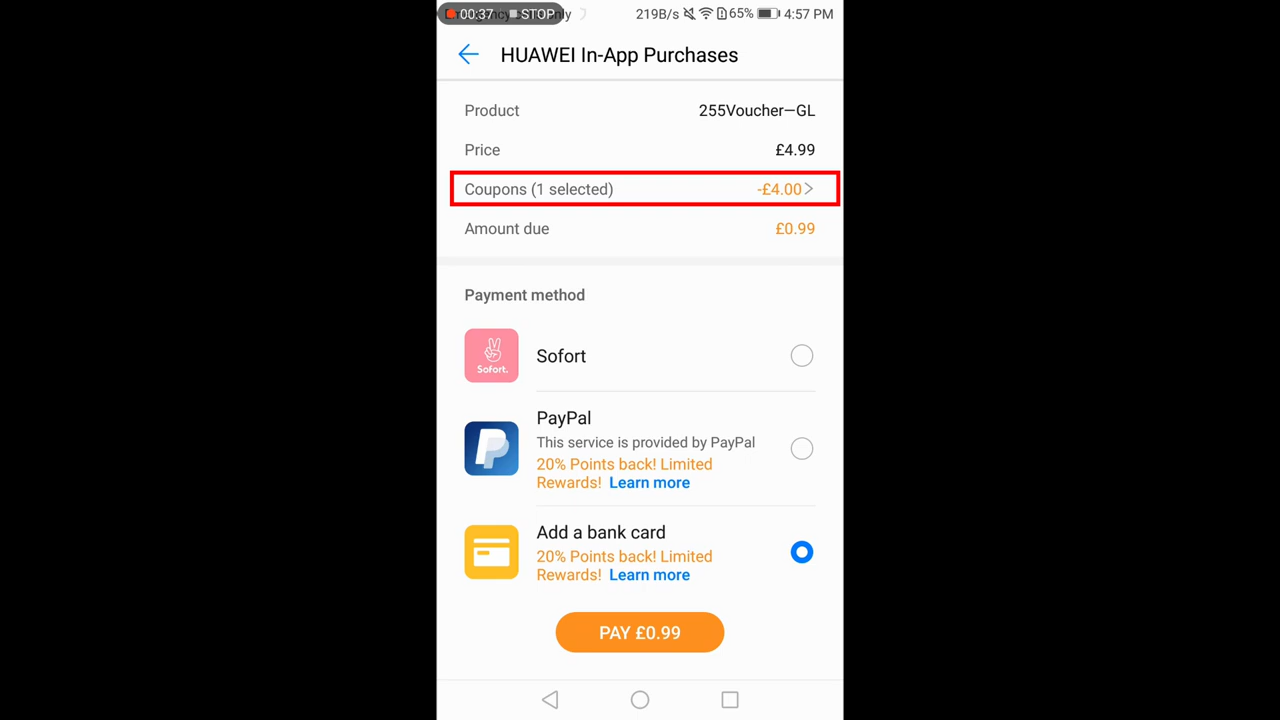 00:37 STOP
219B/s 65% 4:57 PM
HUAWEI In-App Purchases
Product 255Voucher—GL
Price £4.99
Coupons (1 selected) -£4.00
Amount due £0.99
Payment method
Sofort.
Sofort
PayPal
This service is provided by PayPal
20% Points back! Limited
Rewards! Learn more
Add a bank card
20% Points back! Limited
Rewards! Learn more
PAY £0.99